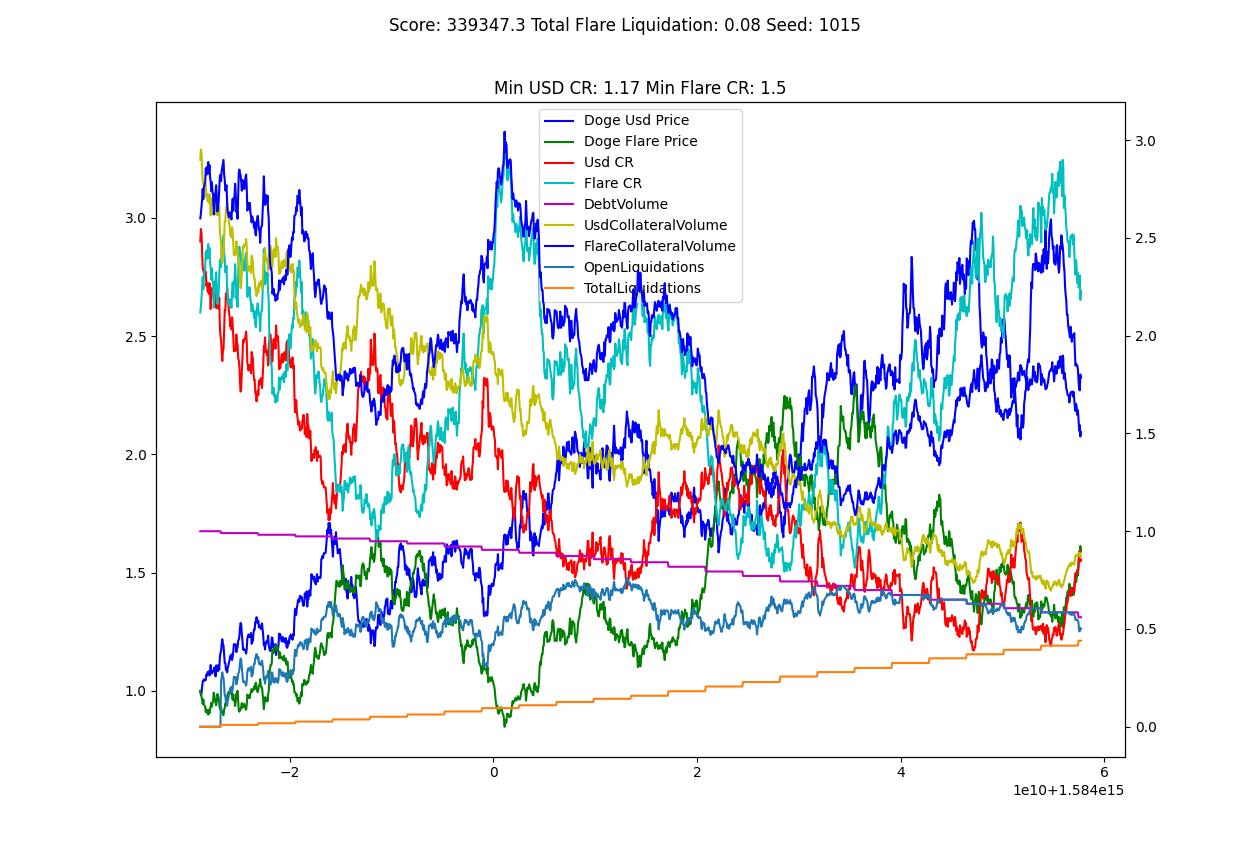 Score: 339347.3 Total Flare Liquidation: 0.08 Seed: 1015
Min USD CR: 1.17 Min Flare CR: 1.5
Doge Usd Price
Doge Flare Price
Usd CR
Flare CR
DebtVolume
UsdCollateralVolume
FlareCollateralVolume
OpenLiquidations
TotalLiquidations
3.0
2.5
2.0
1.5
1.0
3.0
2.5
2.0
1.5
1.0
0.5
0.0
−2
0
2
4
6
1e10+1.584e15